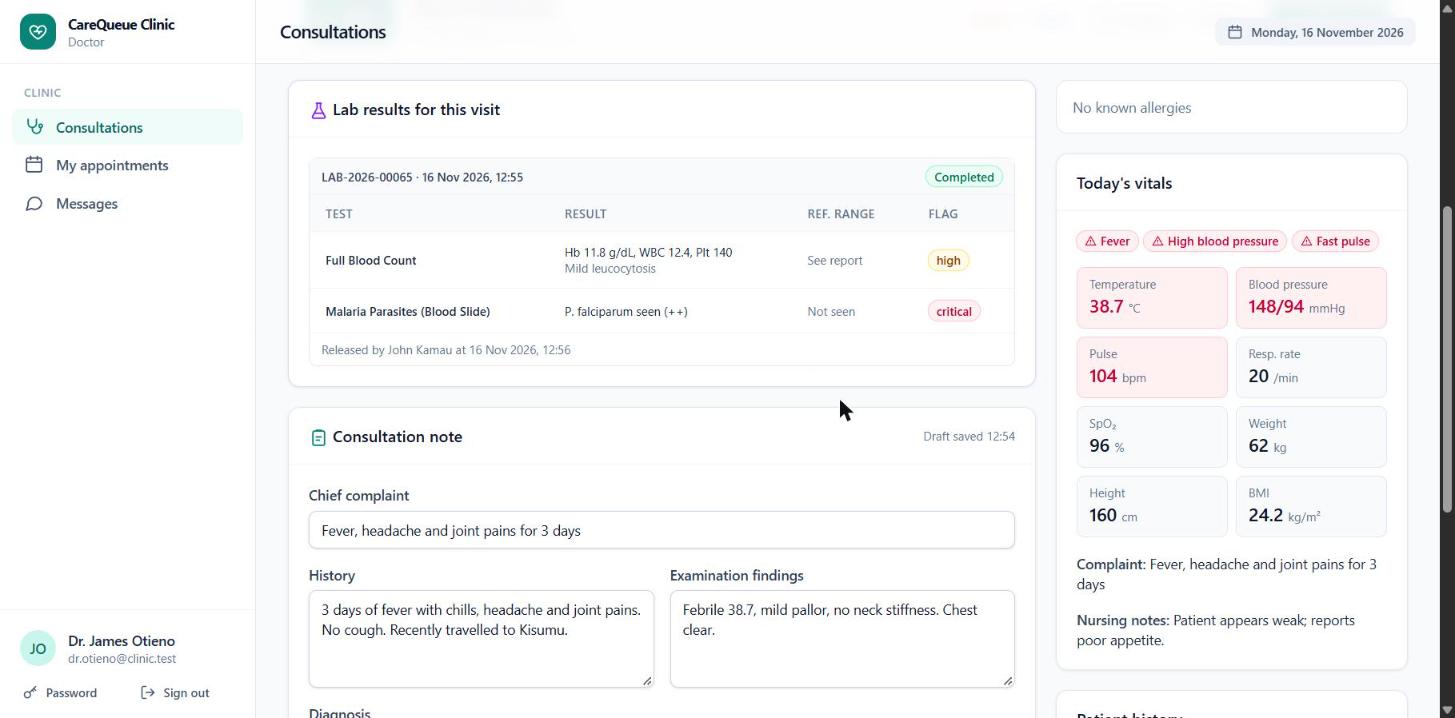 CareQueue Clinic
Doctor
CLINIC
Consultations
My appointments
Messages
Dr. James Otieno
JO
dr.otieno@clinic.test
Password
Sign out
Consultations
Monday, 16 November 2026
Lab results for this visit
LAB-2026-00065 · 16 Nov 2026, 12:55
Completed
TEST RESULT REF. RANGE FLAG
Full Blood Count
Hb 11.8 g/dL, WBC 12.4, Plt 140
Mild leucocytosis
See report
high
Malaria Parasites (Blood Slide)
P. falciparum seen (++)
Not seen
critical
Released by John Kamau at 16 Nov 2026, 12:56
Consultation note
Draft saved 12:54
Chief complaint
Fever, headache and joint pains for 3 days
History
3 days of fever with chills, headache and joint pains.
No cough. Recently travelled to Kisumu.
Examination findings
Febrile 38.7, mild pallor, no neck stiffness. Chest
clear.
Diagnosis
No known allergies
Today's vitals
Fever
High blood pressure
Fast pulse
Temperature
38.7 °C
Blood pressure
148/94 mmHg
Pulse
104 bpm
Resp. rate
20 /min
SpO₂
96 %
Weight
62 kg
Height
160 cm
BMI
24.2 kg/m²
Complaint: Fever, headache and joint pains for 3
days
Nursing notes: Patient appears weak; reports
poor appetite.
Patient history